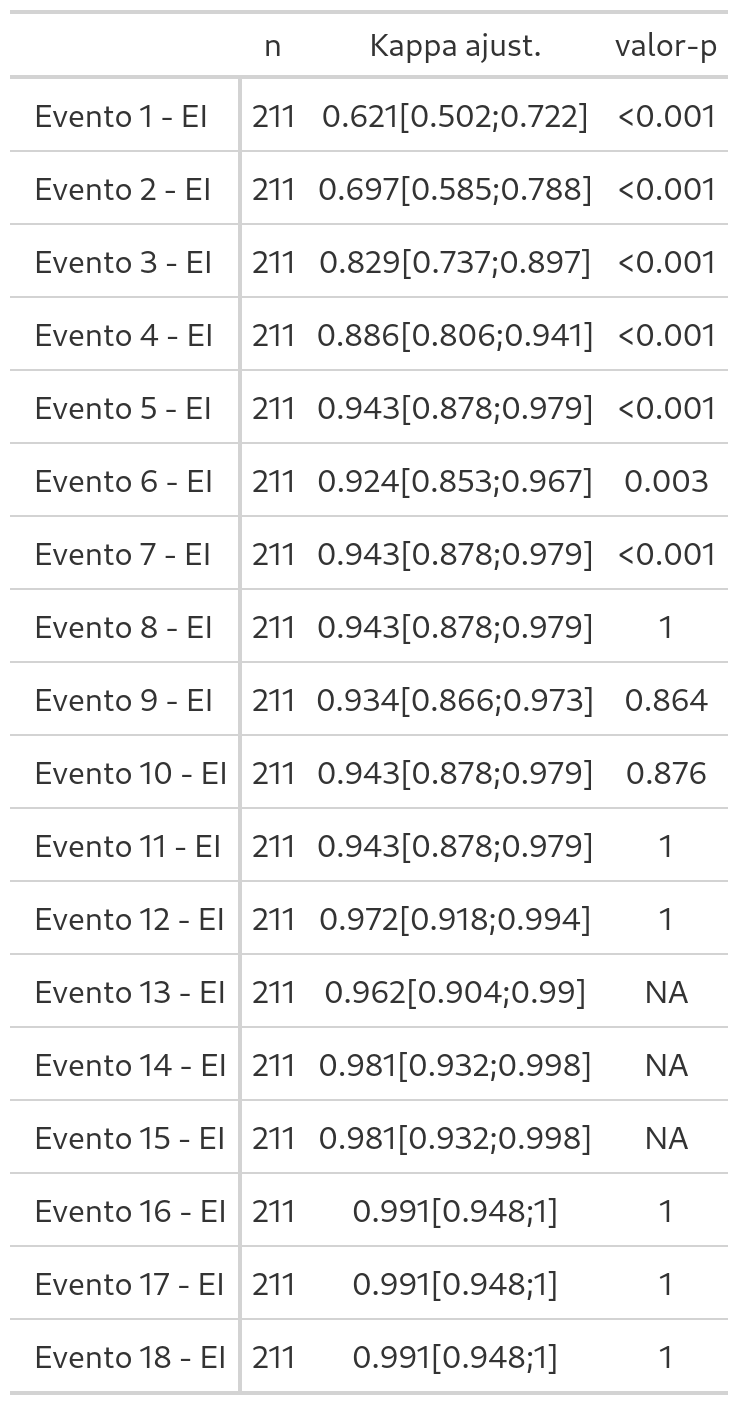 n Kappa ajust. valor-p
Evento 1 - EI 211 0.621[0.502;0.722] <0.001
Evento 2 - EI 211 0.697[0.585;0.788] <0.001
Evento 3 - EI 211 0.829[0.737;0.897] <0.001
Evento 4 - EI 211 0.886[0.806;0.941] <0.001
Evento 5 - EI 211 0.943[0.878;0.979] <0.001
Evento 6 - EI 211 0.924[0.853;0.967] 0.003
Evento 7 - EI 211 0.943[0.878;0.979] <0.001
Evento 8 - EI 211 0.943[0.878;0.979] 1
Evento 9 - EI 211 0.934[0.866;0.973] 0.864
Evento 10 - EI 211 0.943[0.878;0.979] 0.876
Evento 11 - EI 211 0.943[0.878;0.979] 1
Evento 12 - EI 211 0.972[0.918;0.994] 1
Evento 13 - EI 211 0.962[0.904;0.99] NA
Evento 14 - EI 211 0.981[0.932;0.998] NA
Evento 15 - EI 211 0.981[0.932;0.998] NA
Evento 16 - EI 211 0.991[0.948;1] 1
Evento 17 - EI 211 0.991[0.948;1] 1
Evento 18 - EI 211 0.991[0.948;1] 1